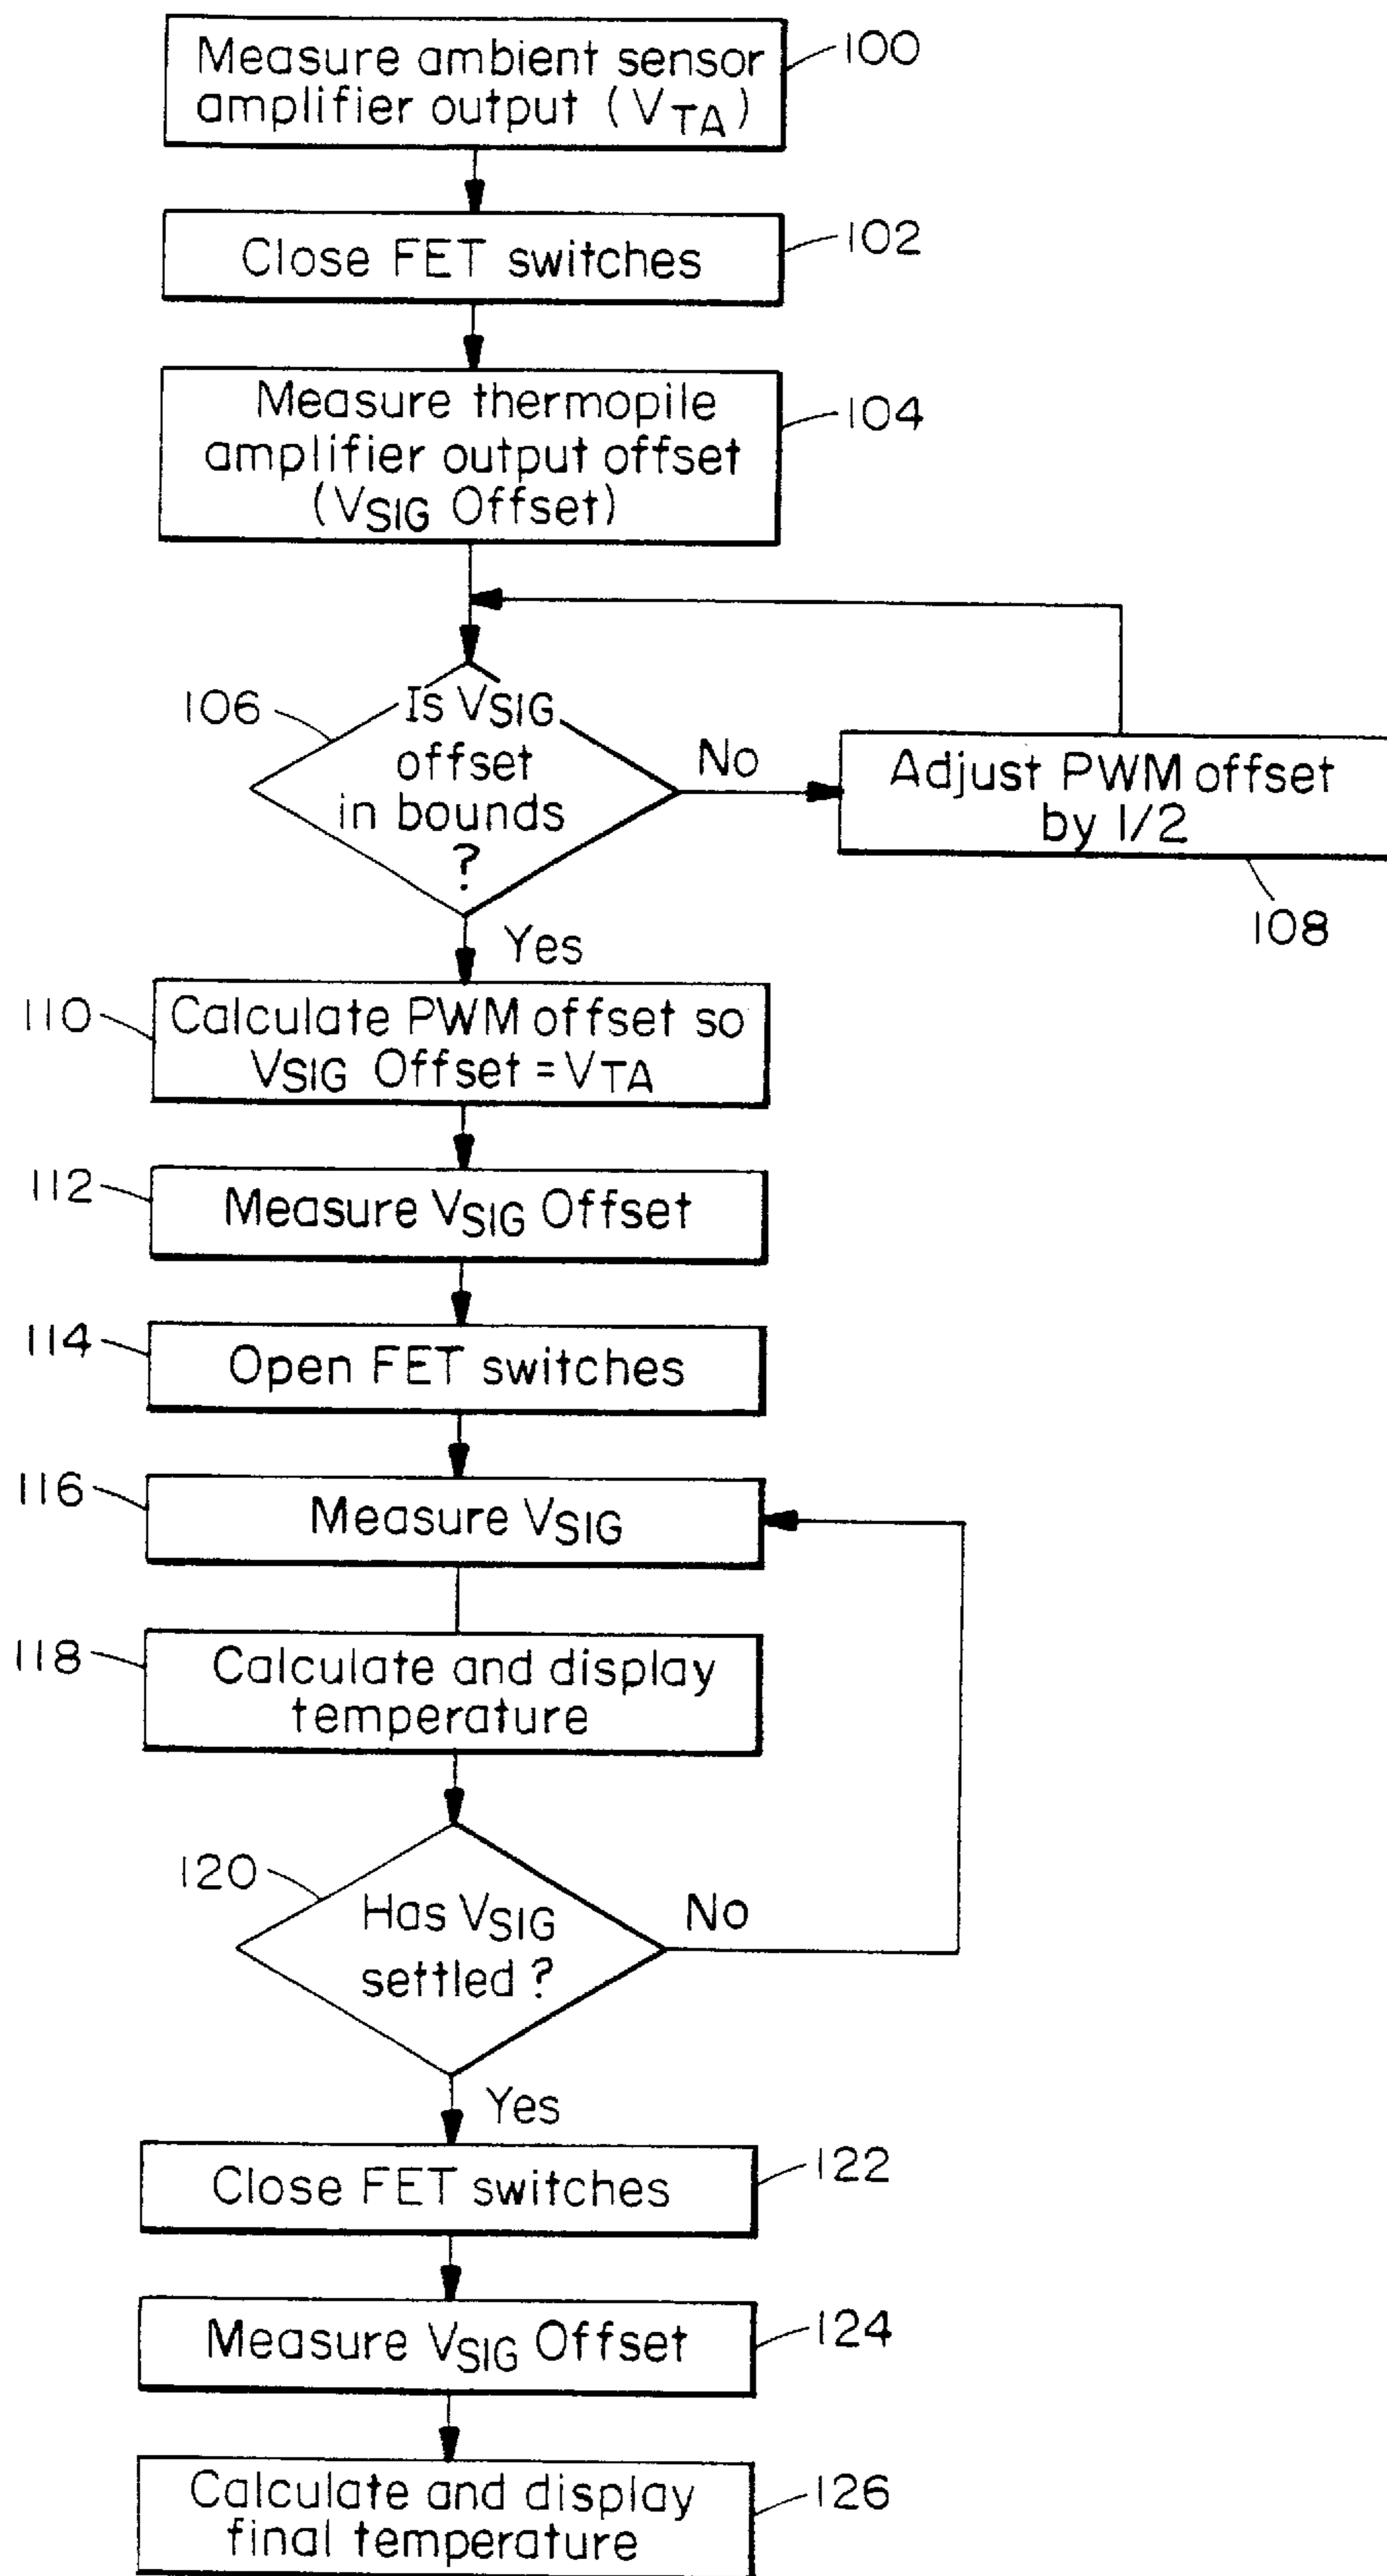 Measure ambient sensor
amplifier output (VTA)
100
Close FET switches
102
Measure thermopile
amplifier output offset
(VSIG Offset)
104
106
Is VSIG
offset
in bounds
?
No
Adjust PWM offset
by 1/2
108
Yes
110
Calculate PWM offset so
VSIG Offset = VTA
112
Measure VSIG Offset
114
Open FET switches
116
Measure VSIG
118
Calculate and display
temperature
120
Has VSIG
settled ?
No
Yes
Close FET switches
122
Measure VSIG Offset
124
Calculate and display
final temperature
126